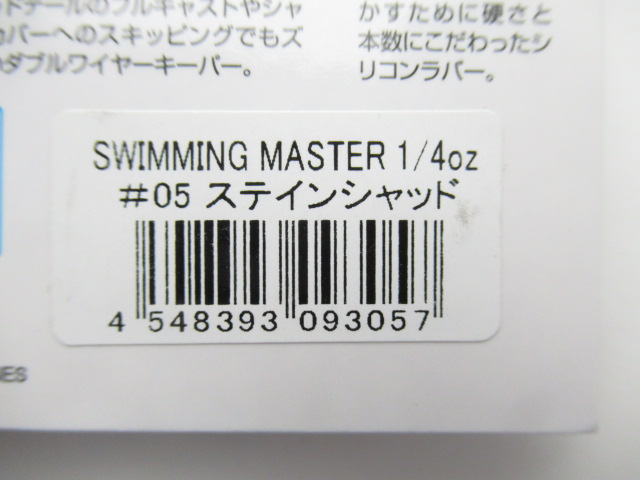 ドテールのフルキャストやシャ
カバーへのスキッピングでもズ
ダブルワイヤーキーパー。
かすために硬さと
本数にこだわったシ
リコンラバー。
SWIMMING MASTER 1/4oz
#05 ステインシャッド
4 548393 093057